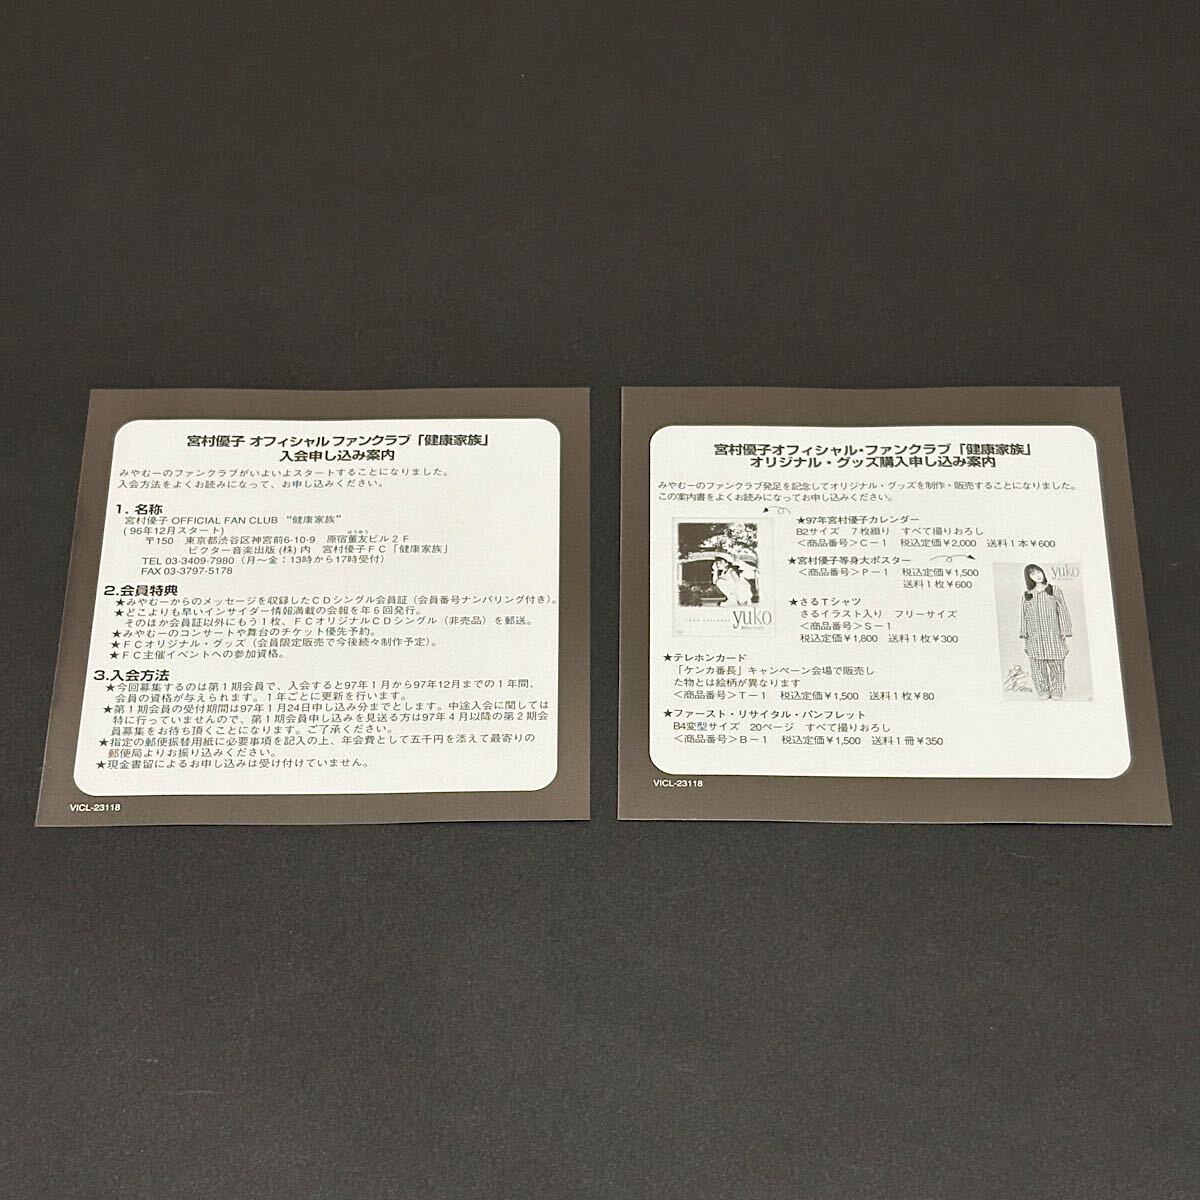 宮村優子 オフィシャル ファンクラブ「健康家族」
入会申し込み案内
みやむーのファンクラブがいよいよスタートすることになりました。
入会方法をよくお読みになって、お申し込みください。
1. 名称
宮村優子 OFFICIAL FAN CLUB “健康家族”
(96年12月スタート)
〒150 東京都渋谷区神宮前6-10-9 原宿董友ビル2F
ビクター音楽出版(株)内 宮村優子FC「健康家族」
TEL 03-3409-7980 (月〜金：13時から17時受付)
FAX 03-3797-5178
2.会員特典
★みやむーからのメッセージを収録したCDシングル会員証(会員番号ナンバリング付き)。
★どこよりも早いインサイダー情報満載の会報を年6回発行。
そのほか会員証以外にもう1枚、FCオリジナルCDシングル(非売品)を郵送。
★みやむーのコンサートや舞台のチケット優先予約。
★FCオリジナル・グッズ(会員限定販売で今後続々制作予定)。
★FC主催イベントへの参加資格。
3.入会方法
★今回募集するのは第1期会員で、入会すると97年1月から97年12月までの1年間、
会員の資格が与えられます。1年ごとに更新を行います。
★第1期会員の受付期間は97年1月24日申し込み分までとします。中途入会に関しては
特に行っていませんので、第1期会員申し込みを見送る方は97年4月以降の第2期会
員募集をお待ち頂くことになります。ご了承ください。
★指定の郵便振替用紙に必要事項を記入の上、年会費として五千円を添えて最寄りの
郵便局よりお振り込みください。
★現金書留によるお申し込みは受け付けていません。
VICL-23118
宮村優子オフィシャル・ファンクラブ「健康家族」
オリジナル・グッズ購入申し込み案内
みやむーのファンクラブ発足を記念してオリジナル・グッズを制作・販売することになりました。
この案内書をよくお読みになってお申し込みください。
★97年宮村優子カレンダー
B2サイズ 7枚綴り すべて撮りおろし
＜商品番号＞C−1 税込定価￥2,000 送料1本￥600
★宮村優子等身大ポスター
＜商品番号＞P−1 税込定価￥1,500
送料1枚￥600
★さるTシャツ
さるイラスト入り フリーサイズ
＜商品番号＞S−1
税込定価￥1,800 送料1枚￥300
yuko
yuko
★テレホンカード
「ケンカ番長」キャンペーン会場で販売し
た物とは絵柄が異なります
＜商品番号＞T−1 税込定価￥1,500 送料1枚￥80
★ファースト・リサイタル・パンフレット
B4変型サイズ 20ページ すべて撮りおろし
＜商品番号＞B−1 税込定価￥1,500 送料1冊￥350
VICL-23118